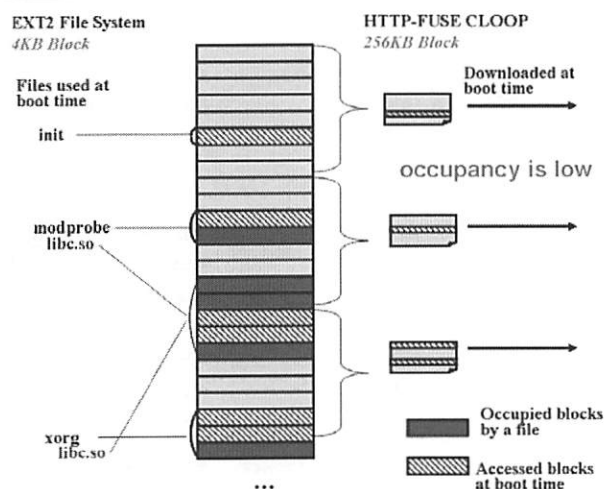 EXT2 File System
4KB Block
HTTP-FUSE CLOOP
256KB Block
Files used at
boot time
Downloaded at
boot time
init
occupancy is low
modprobe
libc.so
xorg
libc.so
Occupied blocks
by a file
Accessed blocks
at boot time
...